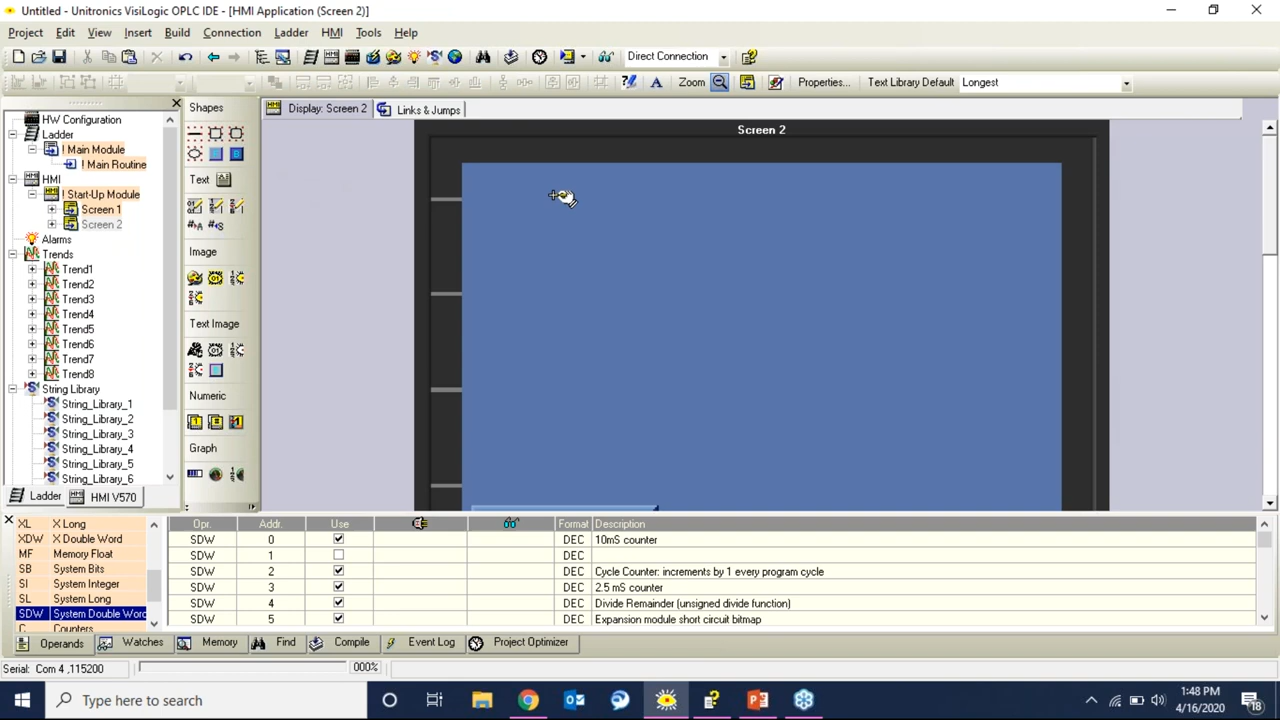 Untitled - Unitronics VisiLogic OPLC IDE - [HMI Application (Screen 2)]
Project Edit View Insert Build Connection Ladder HMI Tools Help
Direct Connection
Zoom Properties... Text Library Default Longest
HW Configuration
Ladder
! Main Module
! Main Routine
HMI
! Start-Up Module
Screen 1
Screen 2
Alarms
Trends
Trend1
Trend2
Trend3
Trend4
Trend5
Trend6
Trend7
Trend8
String Library
String_Library_1
String_Library_2
String_Library_3
String_Library_4
String_Library_5
String_Library_6
Ladder HMI V570
Shapes
Text
Image
Text Image
Numeric
Graph
Display: Screen 2 Links & Jumps
Screen 2
XL X Long
XDW X Double Word
MF Memory Float
SB System Bits
SI System Integer
SL System Long
SDW System Double Word
C Counters
Opr. Addr. Use Format Description
SDW 0 DEC 10mS counter
SDW 1 DEC
SDW 2 DEC Cycle Counter: increments by 1 every program cycle
SDW 3 DEC 2.5 mS counter
SDW 4 DEC Divide Remainder (unsigned divide function)
SDW 5 DEC Expansion module short circuit bitmap
Operands Watches Memory Find Compile Event Log Project Optimizer
Serial: Com 4 ,115200 000%
Type here to search
1:48 PM
4/16/2020
18